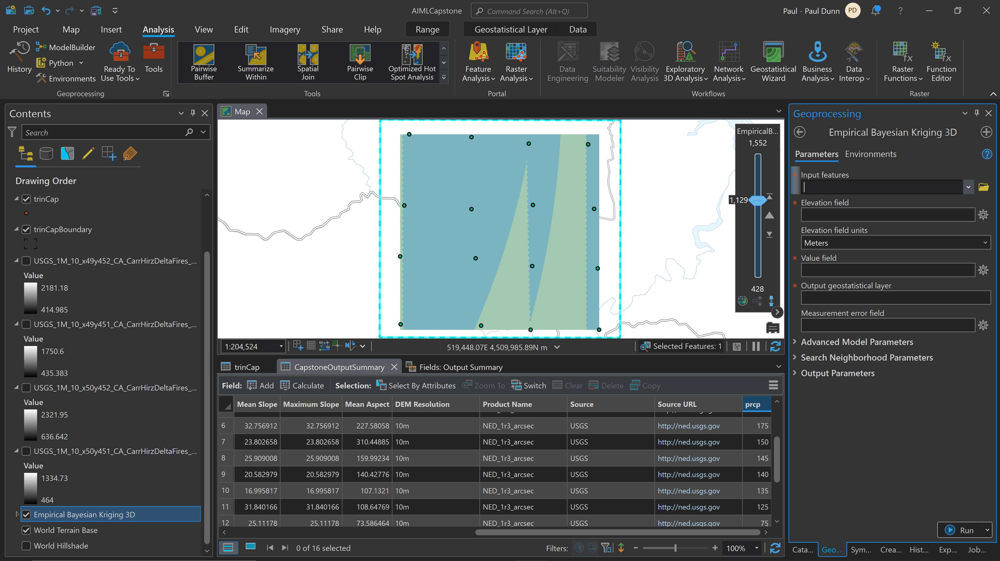 AIMLCapstone
Command Search (Alt+Q)
Paul - Paul Dunn
PD
?
Project
Map
Insert
Analysis
View
Edit
Imagery
Share
Help
Range
Geostatistical Layer
Data
History
ModelBuilder
Python
Environments
Ready To
Use Tools
Tools
Geoprocessing
Pairwise
Buffer
Summarize
Within
Spatial
Join
Pairwise
Clip
Optimized Hot
Spot Analysis
Tools
Feature
Analysis
Raster
Analysis
Portal
Data
Engineering
Suitability
Modeler
Visibility
Analysis
Exploratory
3D Analysis
Network
Analysis
Geostatistical
Wizard
Business
Analysis
Data
Interop
Workflows
Raster
Functions
Function
Editor
Raster
Contents
Search
Drawing Order
trinCap
trinCapBoundary
USGS_1M_10_x49y452_CA_CarrHirzDeltaFires_...
Value
2181.18
414.985
USGS_1M_10_x49y451_CA_CarrHirzDeltaFires_...
Value
1750.6
435.383
USGS_1M_10_x50y452_CA_CarrHirzDeltaFires_...
Value
2321.95
636.642
USGS_1M_10_x50y451_CA_CarrHirzDeltaFires_...
Value
1334.73
464
Empirical Bayesian Kriging 3D
World Terrain Base
World Hillshade
Map
EmpiricalB...
1,552
1,129
428
1:204,524
519,448.07E 4,509,985.89N m
Selected Features: 1
trinCap
CapstoneOutputSummary
Fields: Output Summary
Field:
Add
Calculate
Selection:
Select By Attributes
Zoom To
Switch
Clear
Delete
Copy
Mean Slope Maximum Slope Mean Aspect DEM Resolution Product Name Source Source URL prcp
6 32.756912 32.756912 227.58058 10m NED_1r3_arcsec USGS http://ned.usgs.gov 175
7 23.802658 23.802658 310.44885 10m NED_1r3_arcsec USGS http://ned.usgs.gov 150
8 25.909008 25.909008 159.99234 10m NED_1r3_arcsec USGS http://ned.usgs.gov 145
9 20.582979 20.582979 140.42776 10m NED_1r3_arcsec USGS http://ned.usgs.gov 140
10 16.995817 16.995817 107.1321 10m NED_1r3_arcsec USGS http://ned.usgs.gov 135
11 31.840166 31.840166 108.64769 10m NED_1r3_arcsec USGS http://ned.usgs.gov 125
12 25.11178 25.11178 73.586464 10m NED_1r3_arcsec USGS http://ned.usgs.gov 75
0 of 16 selected
Filters:
100%
Geoprocessing
Empirical Bayesian Kriging 3D
Parameters
Environments
?
* Input features
* Elevation field
Elevation field units
Meters
* Value field
* Output geostatistical layer
Measurement error field
Advanced Model Parameters
Search Neighborhood Parameters
Output Parameters
Run
Cata...
Geo...
Sym...
Crea...
Hist...
Exp...
Job...